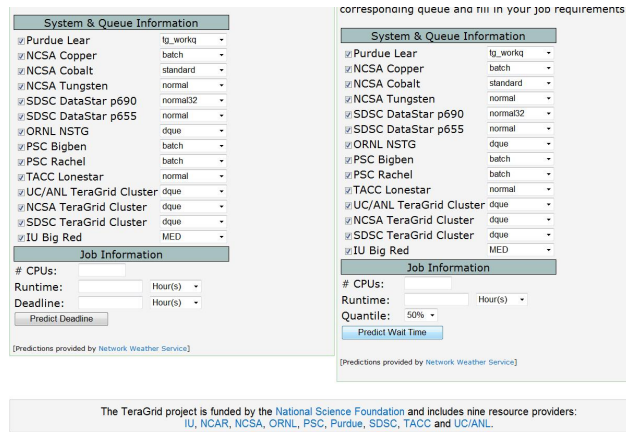 System & Queue Information
Purdue Lear tg_workq
NCSA Copper batch
NCSA Cobalt standard
NCSA Tungsten normal
SDSC DataStar p690 normal32
SDSC DataStar p655 normal
ORNL NSTG dque
PSC Bigben batch
PSC Rachel batch
TACC Lonestar normal
UC/ANL TeraGrid Cluster dque
NCSA TeraGrid Cluster dque
SDSC TeraGrid Cluster dque
IU Big Red MED
Job Information
# CPUs:
Runtime: Hour(s)
Deadline: Hour(s)
Predict Deadline
[Predictions provided by Network Weather Service]
corresponding queue and fill in your job requirements
System & Queue Information
Purdue Lear tg_workq
NCSA Copper batch
NCSA Cobalt standard
NCSA Tungsten normal
SDSC DataStar p690 normal32
SDSC DataStar p655 normal
ORNL NSTG dque
PSC Bigben batch
PSC Rachel batch
TACC Lonestar normal
UC/ANL TeraGrid Cluster dque
NCSA TeraGrid Cluster dque
SDSC TeraGrid Cluster dque
IU Big Red MED
Job Information
# CPUs:
Runtime: Hour(s)
Quantile: 50%
Predict Wait Time
[Predictions provided by Network Weather Service]
The TeraGrid project is funded by the National Science Foundation and includes nine resource providers:
IU, NCAR, NCSA, ORNL, PSC, Purdue, SDSC, TACC and UC/ANL.